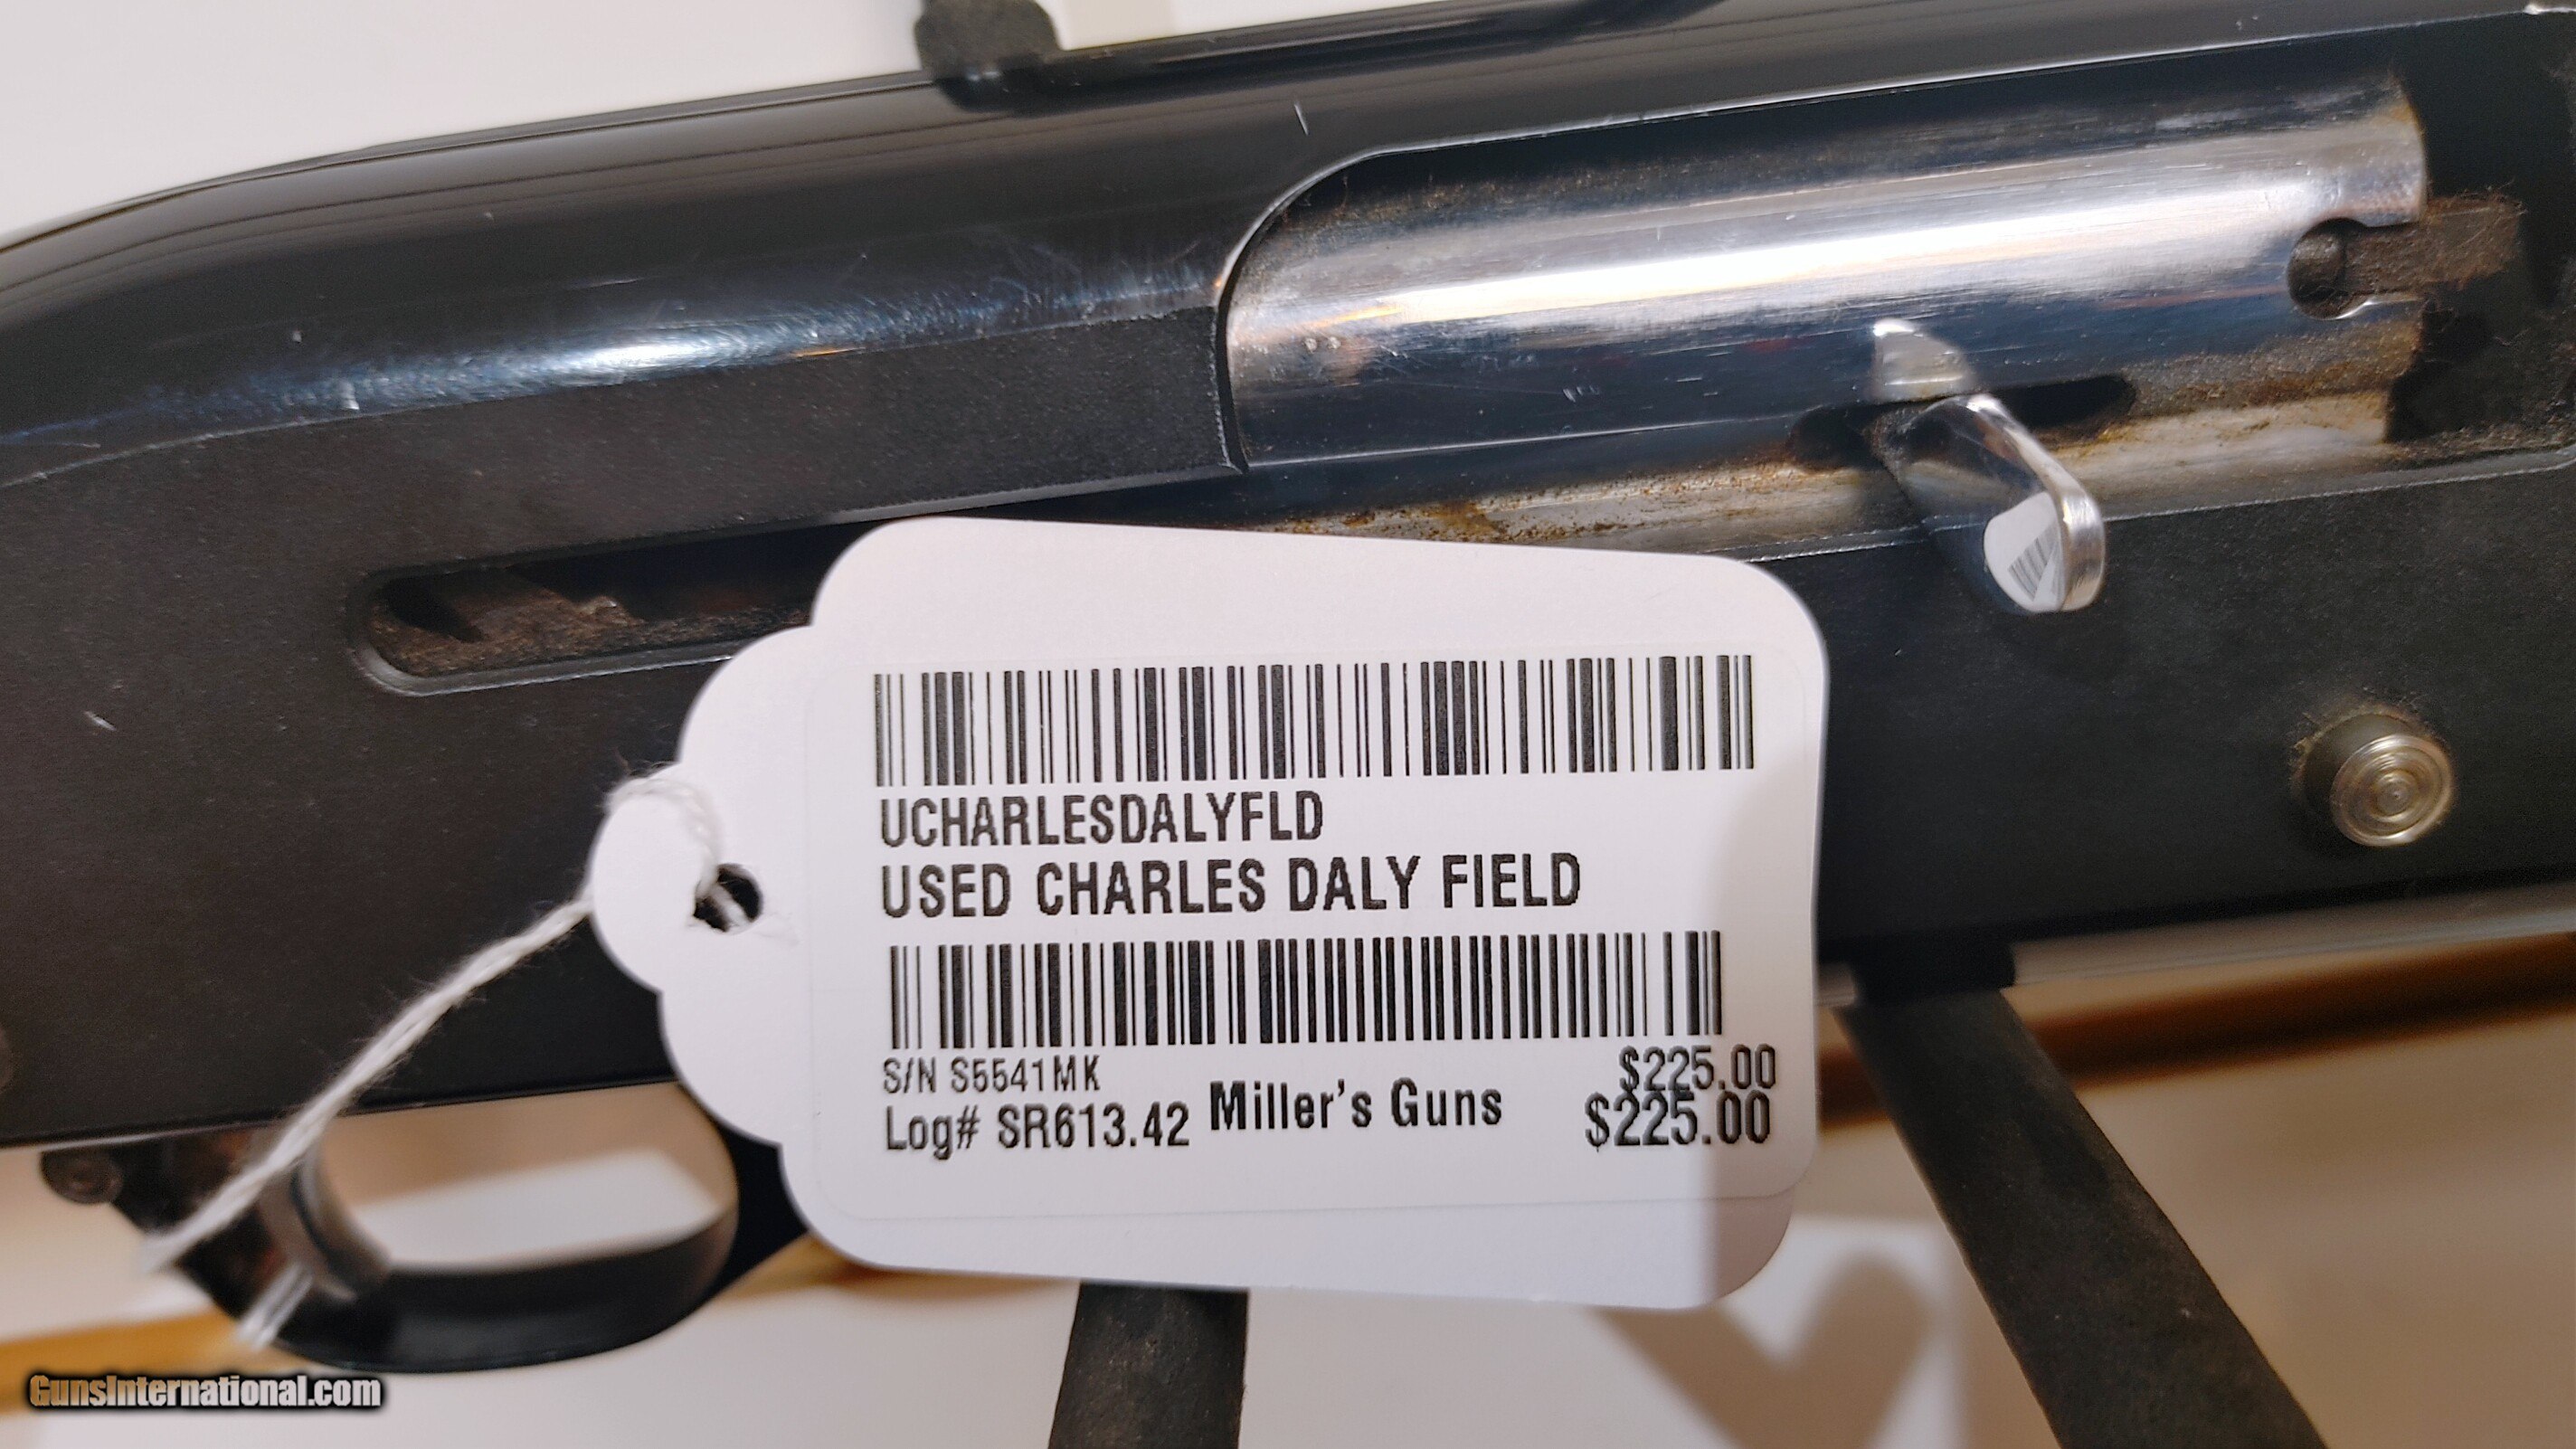 UCHARLESDALYFLD
USED CHARLES DALY FIELD
S/N S5541MK $225.00
Log# SR613.42 Miller's Guns $225.00
GunsInternational.com